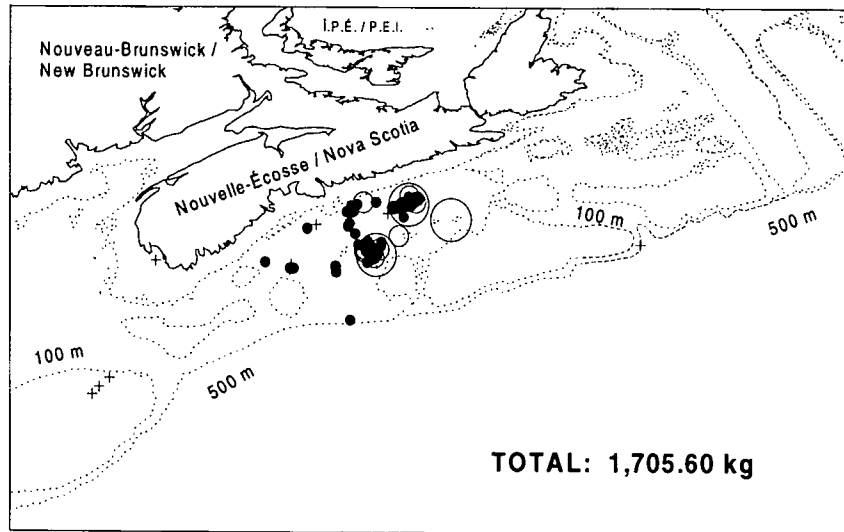 Î.P.É. / P.E.I.
Nouveau-Brunswick /
New Brunswick
Nouvelle-Écosse / Nova Scotia
100 m
500 m
100 m
500 m
TOTAL: 1,705.60 kg